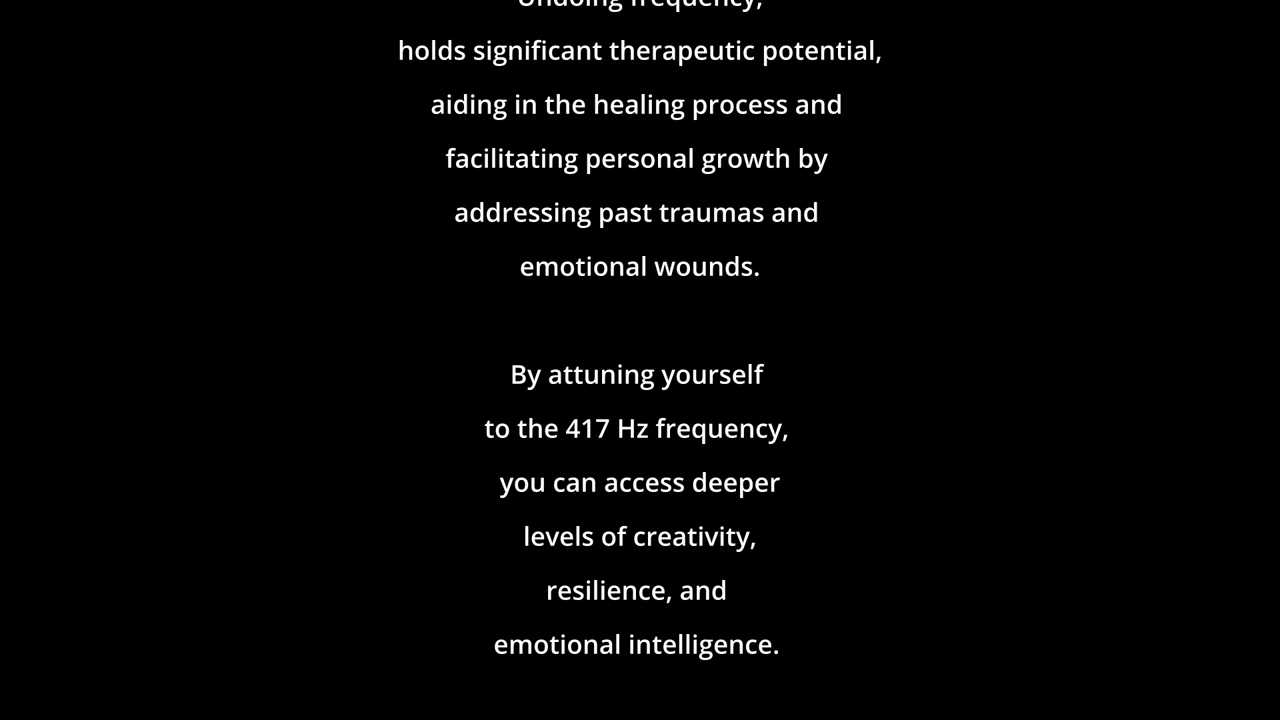 Undoing frequency,
holds significant therapeutic potential,
aiding in the healing process and
facilitating personal growth by
addressing past traumas and
emotional wounds.
By attuning yourself
to the 417 Hz frequency,
you can access deeper
levels of creativity,
resilience, and
emotional intelligence.